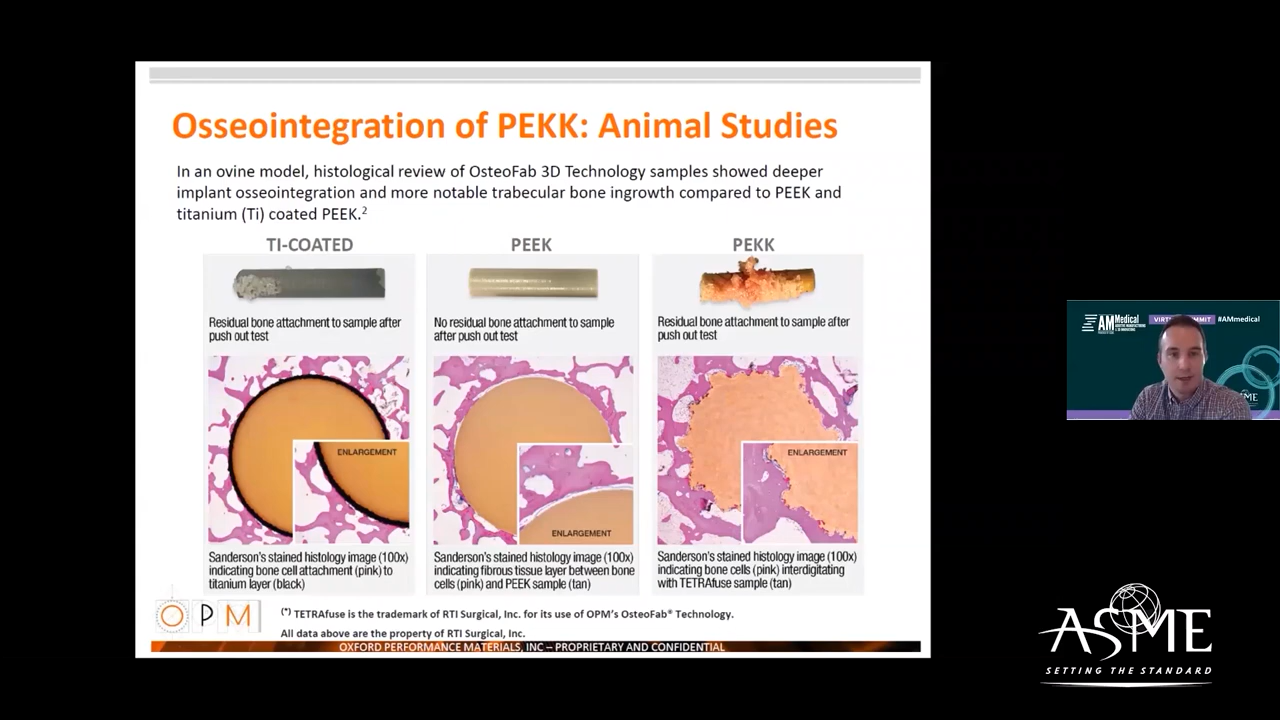 Osseointegration of PEKK: Animal Studies
In an ovine model, histological review of OsteoFab 3D Technology samples showed deeper
implant osseointegration and more notable trabecular bone ingrowth compared to PEEK and
titanium (Ti) coated PEEK.2
TI-COATED
PEEK
PEKK
Residual bone attachment to sample after
push out test
No residual bone attachment to sample
after push out test
Residual bone attachment to sample after
push out test
ENLARGEMENT
ENLARGEMENT
ENLARGEMENT
Sanderson's stained histology image (100x)
indicating bone cell attachment (pink) to
titanium layer (black)
Sanderson's stained histology image (100x)
indicating fibrous tissue layer between bone
cells (pink) and PEEK sample (tan)
Sanderson's stained histology image (100x)
indicating bone cells (pink) interdigitating
with TETRAfuse sample (tan)
OPM
(*) TETRAfuse is the trademark of RTI Surgical, Inc. for its use of OPM's OsteoFab® Technology.
All data above are the property of RTI Surgical, Inc.
OXFORD PERFORMANCE MATERIALS, INC – PROPRIETARY AND CONFIDENTIAL
AM Medical
#AMmedical
ASME
SETTING THE STANDARD